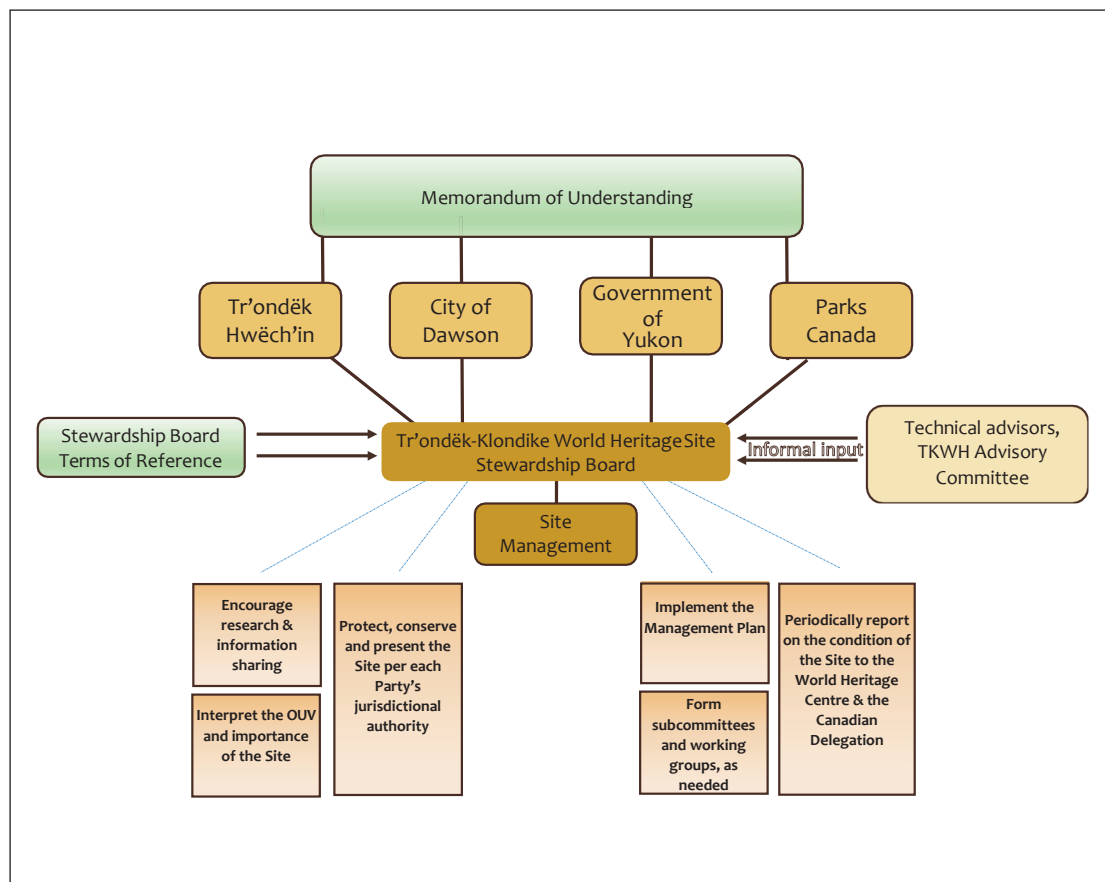 Memorandum of Understanding
Tr’ondëk
Hwëch’in
City of
Dawson
Government
of
Yukon
Parks
Canada
Stewardship Board
Terms of Reference
Tr’ondëk-Klondike World Heritage Site
Stewardship Board
Informal input
Technical advisors,
TKWH Advisory
Committee
Site
Management
Encourage
research &
information
sharing
Interpret the OUV
and importance
of the Site
Protect, conserve
and present the
Site per each
Party’s
jurisdictional
authority
Implement the
Management Plan
Form
subcommittees
and working
groups, as
needed
Periodically report
on the condition of
the Site to the
World Heritage
Centre & the
Canadian
Delegation